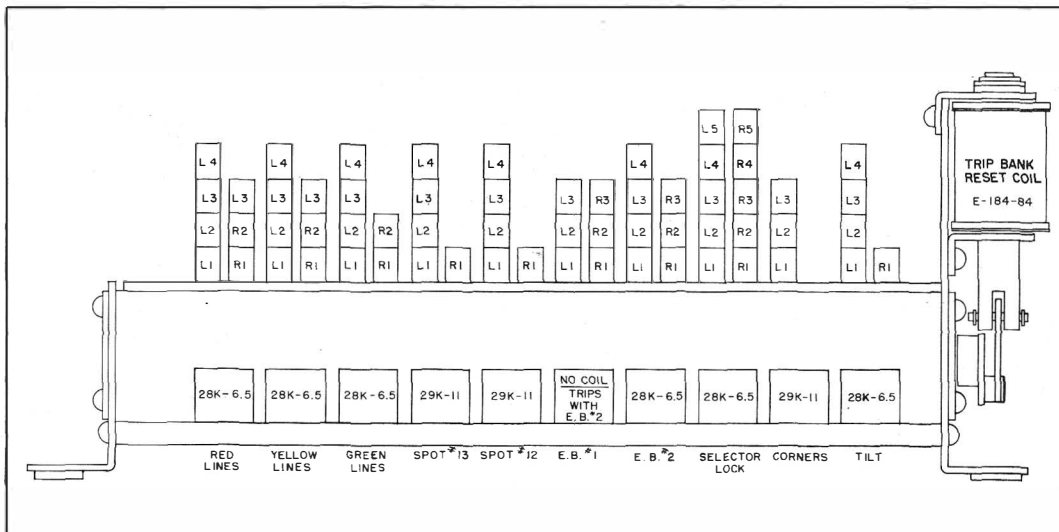 L5 R5
L4 L4 L4 L4 L4 L4 L4 R4 L4
L3 L3 L3 L3 L3 L3 L3 L3 R3 L3 R3 L3 R3 L3 L3
L2 R2 L2 R2 L2 R2 L2 L2 L2 R2 L2 R2 L2 R2 L2 L2
L1 R1 L1 R1 L1 R1 L1 R1 L1 R1 L1 R1 L1 R1 L1 R1 L1 L1 R1
TRIP BANK
RESET COIL
E-184-84
28K-6.5
28K-6.5
28K-6.5
29K-11
29K-11
NO COIL
TRIPS
WITH
E.B.#2
28K-6.5
28K-6.5
29K-11
28K-6.5
RED
LINES
YELLOW
LINES
GREEN
LINES
SPOT #13
SPOT #12
E.B. #1
E.B. #2
SELECTOR
LOCK
CORNERS
TILT